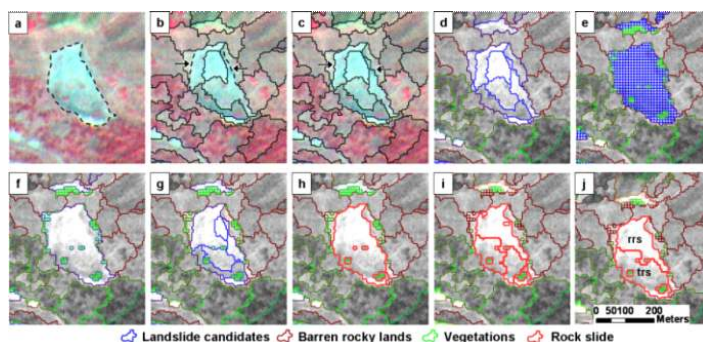 a
b
c
d
e
f
g
h
i
j
rrs
trs
0 50100 200
Meters
Landslide candidates Barren rocky lands Vegetations Rock slide